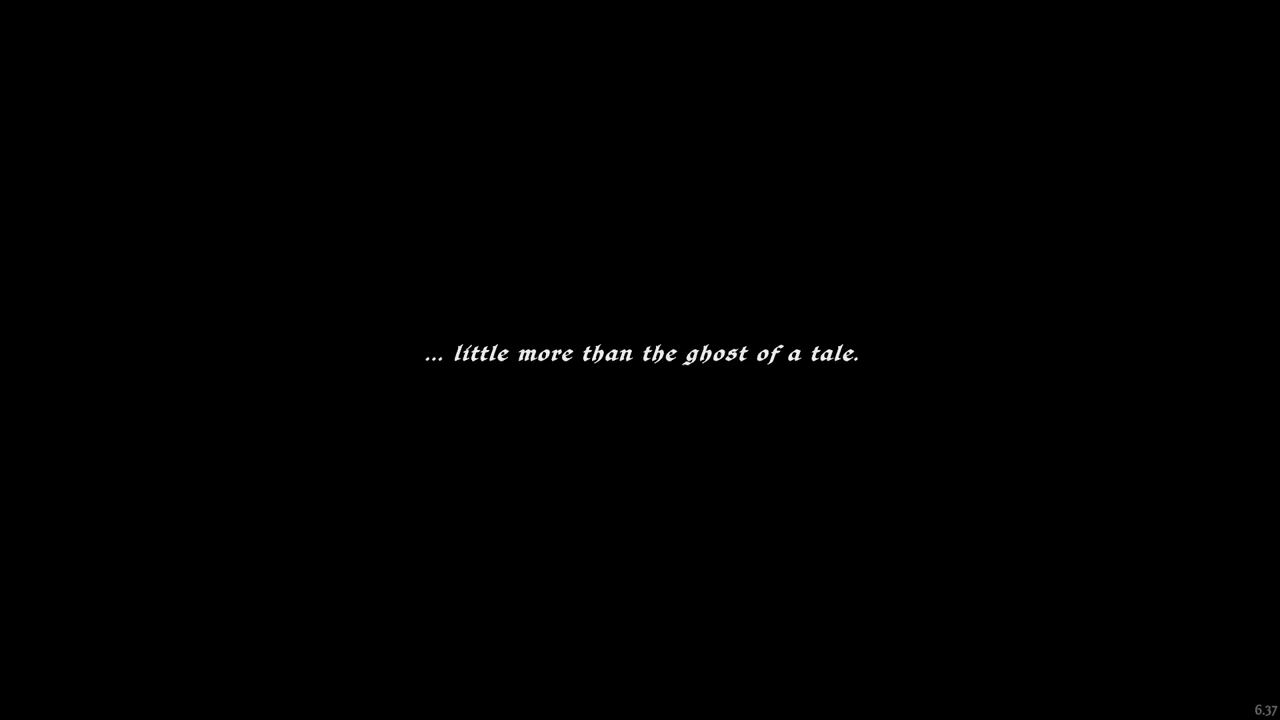 ... little more than the ghost of a tale.
6.37